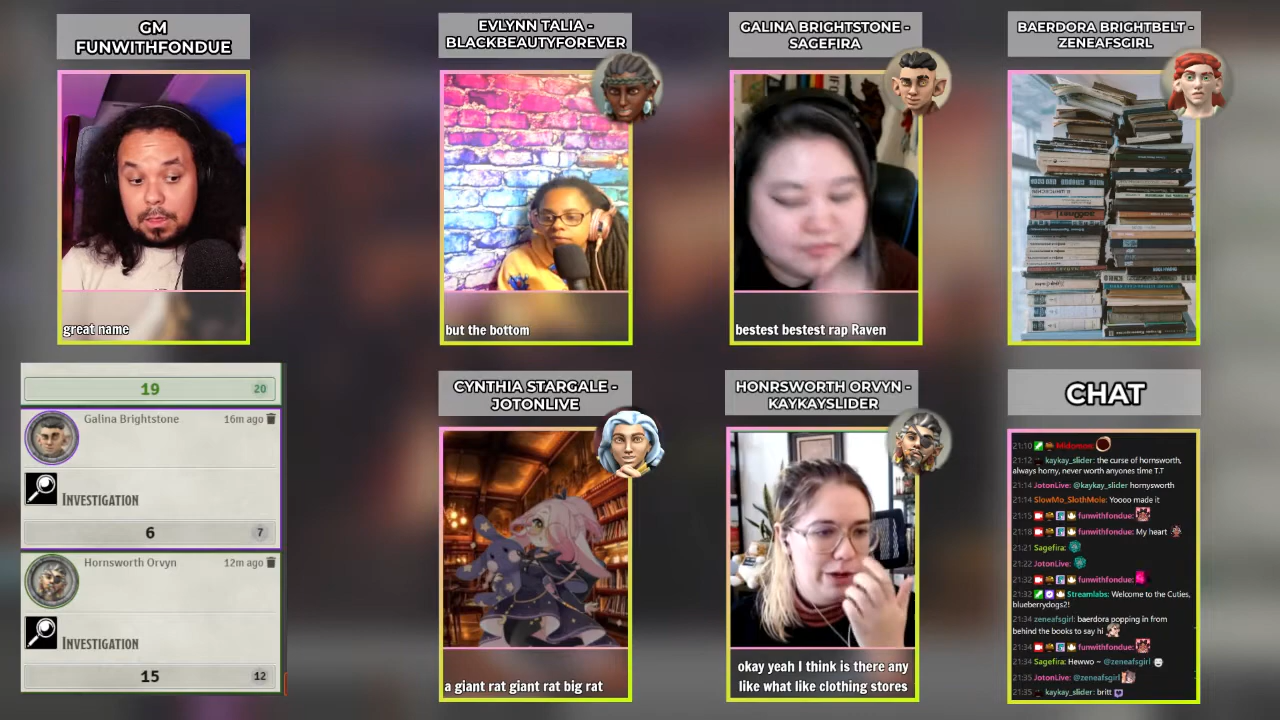 GM
FUNWITHFONDUE
EVLYNN TALIA -
BLACKBEAUTYFOREVER
GALINA BRIGHTSTONE -
SAGEFIRA
BAERDORA BRIGHTBELT -
ZENEAFSGIRL
great name
but the bottom
bestest bestest rap Raven
19 20
Galina Brightstone 16m ago
INVESTIGATION
6 7
Hornsworth Orvyn 12m ago
INVESTIGATION
15 12
CYNTHIA STARGALE -
JOTONLIVE
a giant rat giant rat big rat
HONRSWORTH ORVYN -
KAYKAYSLIDER
okay yeah I think is there any
like what like clothing stores
CHAT
21:10
21:12 kaykay_slider: the curse of hornsworth,
always horny, never worth anyones time T.T
21:14 JotonLive: @kaykay_slider hornysworth
21:14 SlowMo_SlothMole: Yoooo made it
21:15 funwithfondue:
21:18 funwithfondue: My heart
21:21 Sagefira:
21:22 JotonLive:
21:32 funwithfondue:
21:32 Streamlabs: Welcome to the Cuties,
blueberrydogs2!
21:34 zeneafsgirl: baerdora popping in from
behind the books to say hi
21:34 funwithfondue:
21:34 Sagefira: Hewwo ~ @zeneafsgirl
21:35 JotonLive: @zeneafsgirl
21:35 kaykay_slider: britt